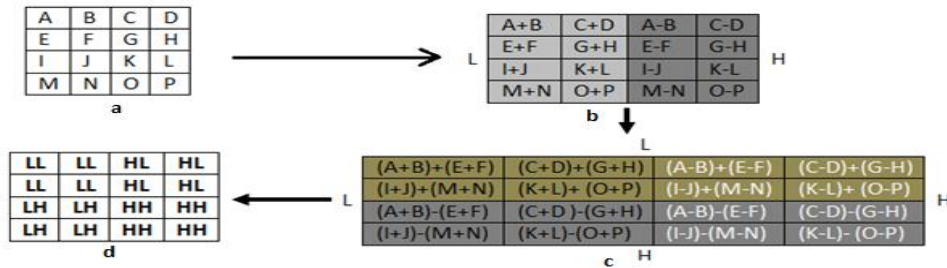 A B C D
E F G H
I J K L
M N O P
a
L
A+B C+D A-B C-D
E+F G+H E-F G-H
I+J K+L I-J K-L
M+N O+P M-N O-P
H
b
L
L
(A+B)+(E+F) (C+D)+(G+H) (A-B)+(E-F) (C-D)+(G-H)
(I+J)+(M+N) (K+L)+ (O+P) (I-J)+(M-N) (K-L)+ (O-P)
(A+B)-(E+F) (C+D )-(G+H) (A-B)-(E-F) (C-D)-(G-H)
(I+J)-(M+N) (K+L)-(O+P) (I-J)-(M-N) (K-L)- (O-P)
H
H
c
LL LL HL HL
LL LL HL HL
LH LH HH HH
LH LH HH HH
d